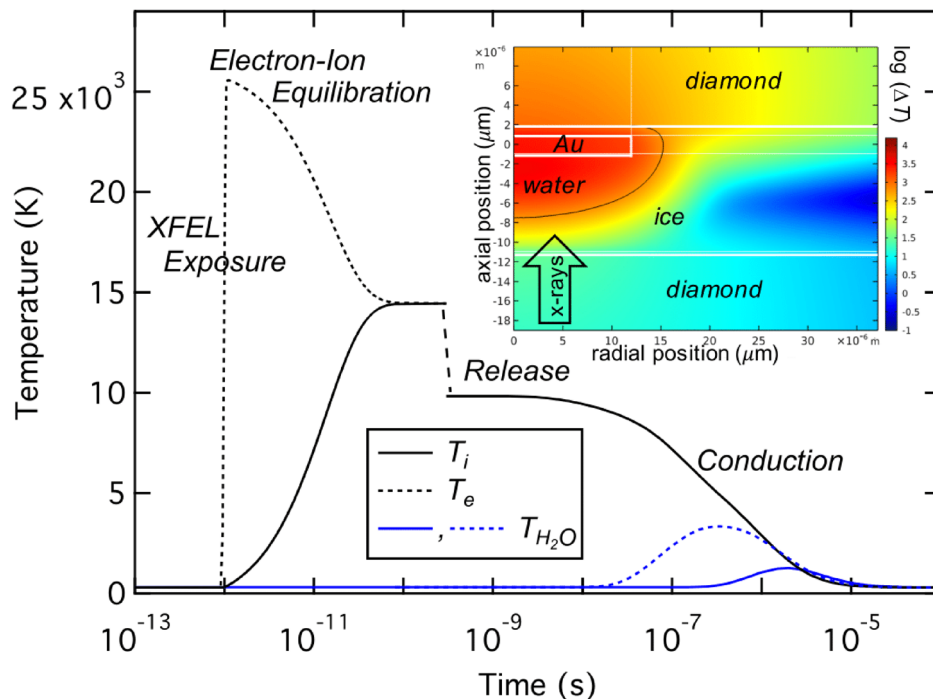 Electron-Ion
Equilibration
XFEL
Exposure
Release
Conduction
25 x10³
20
15
10
5
0
Temperature (K)
10⁻¹³
10⁻¹¹
10⁻⁹
10⁻⁷
10⁻⁵
Time (s)
Tᵢ
Tₑ
, T_H₂O
×10⁻⁶
m
8
6
4
2
0
-2
-4
-6
-8
-10
-12
-14
-16
-18
axial position (μm)
diamond
Au
water
ice
x-rays
diamond
0
5
10
15
20
25
30
×10⁻⁶ m
radial position (μm)
log (ΔT)
4
3.5
3
2.5
2
1.5
1
0.5
0
-0.5
-1